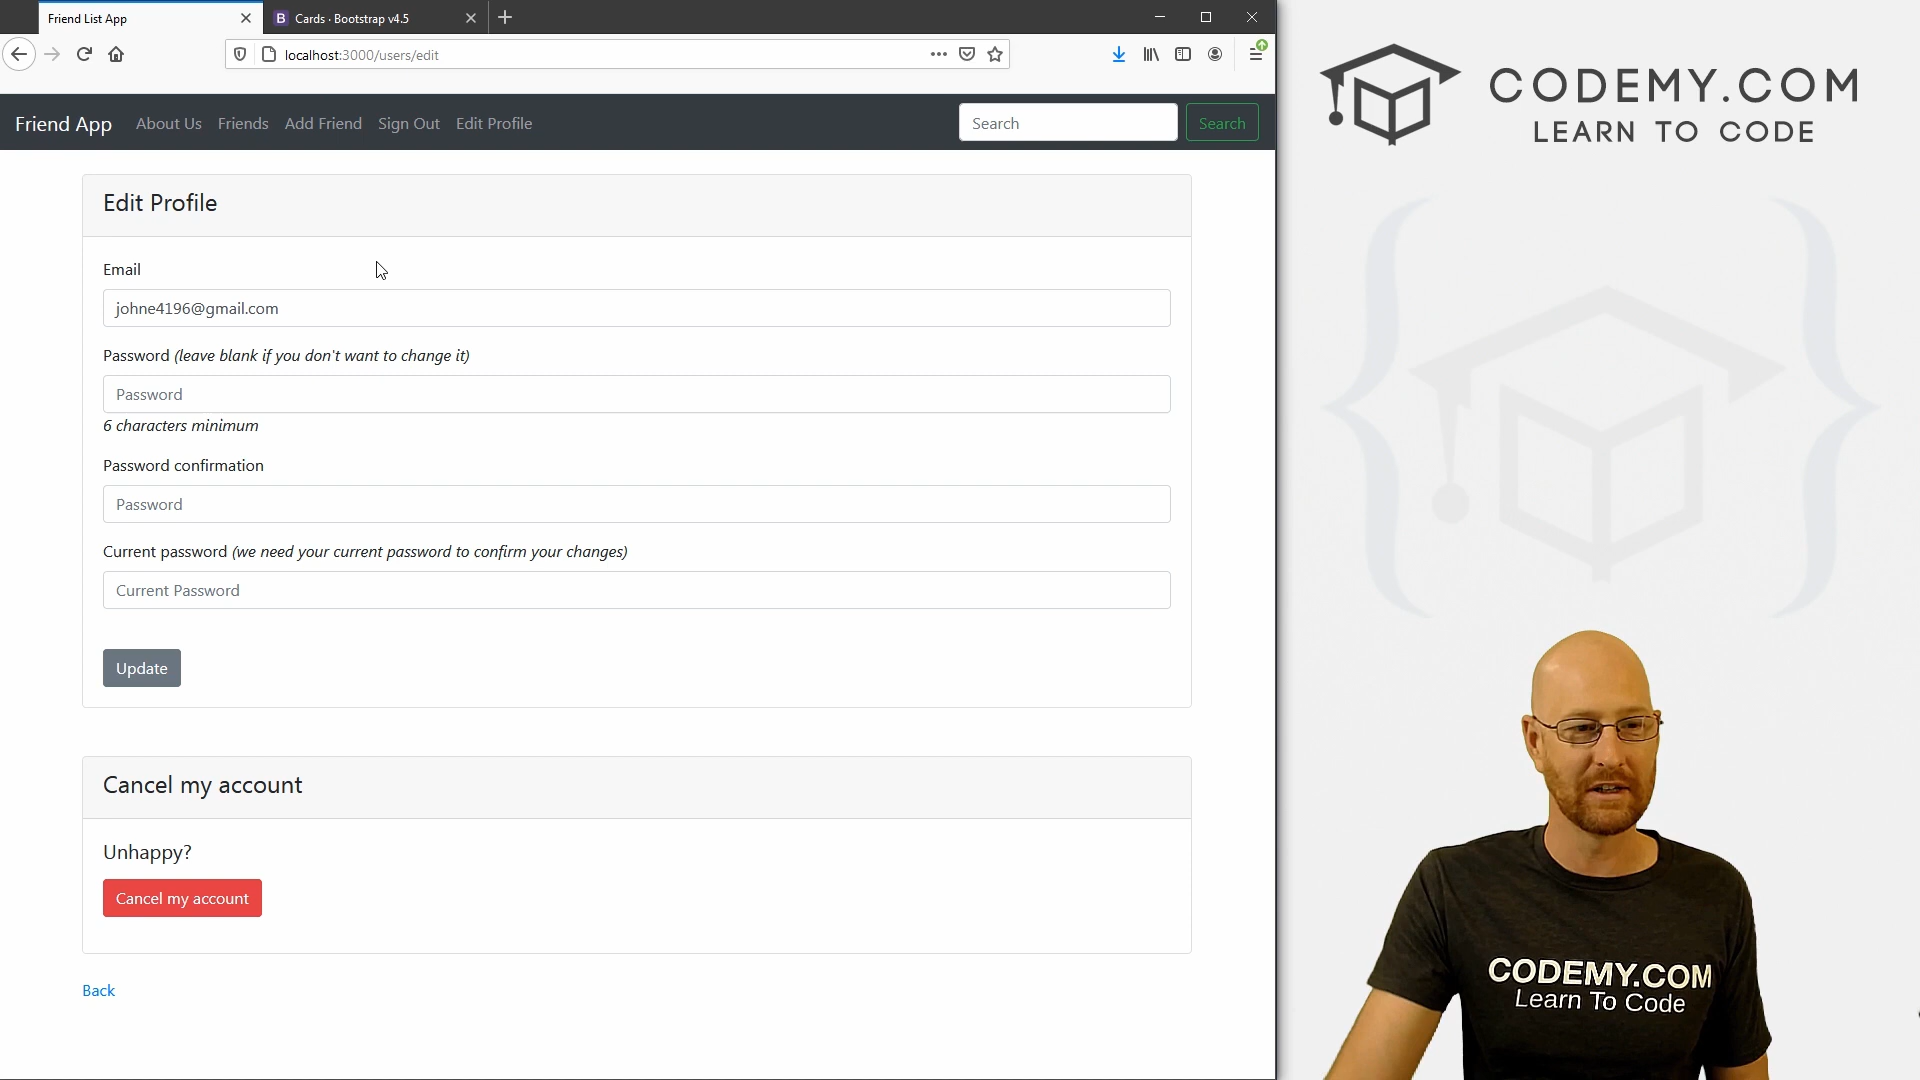 Friend List App
B Cards · Bootstrap v4.5
localhost:3000/users/edit
Friend App About Us Friends Add Friend Sign Out Edit Profile Search Search
Edit Profile
Email
johne4196@gmail.com
Password (leave blank if you don't want to change it)
Password
6 characters minimum
Password confirmation
Password
Current password (we need your current password to confirm your changes)
Current Password
Update
Cancel my account
Unhappy?
Cancel my account
Back
CODEMY.COM
LEARN TO CODE
CODEMY.COM
Learn To Code